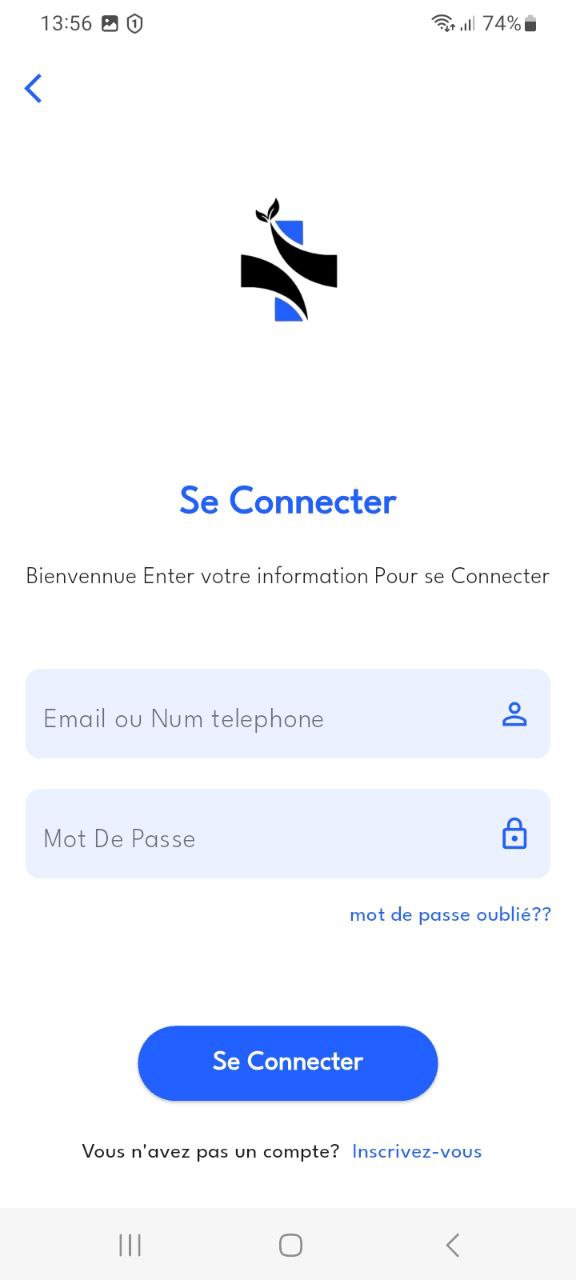 13:56
74%
Se Connecter
Bienvennue Enter votre information Pour se Connecter
Email ou Num telephone
Mot De Passe
mot de passe oublié??
Se Connecter
Vous n'avez pas un compte? Inscrivez-vous